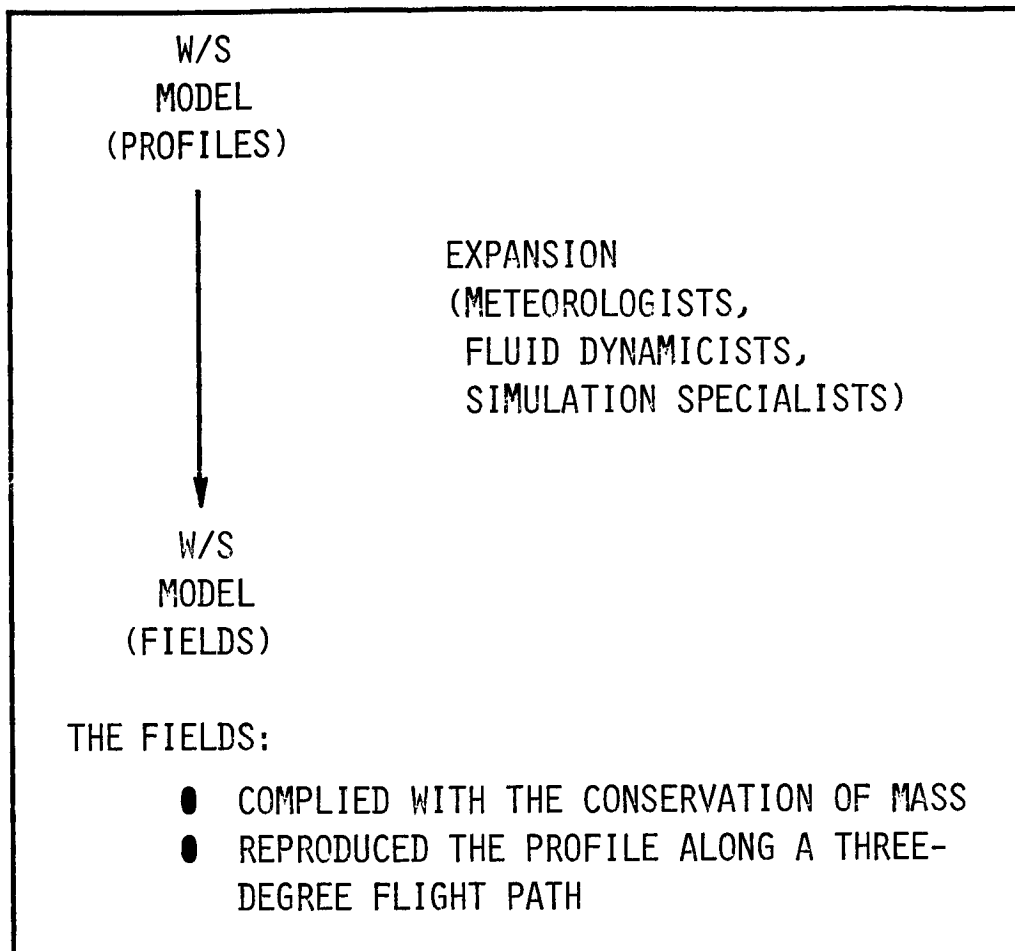 W/S
MODEL
(PROFILES)
EXPANSION
(METEOROLOGISTS,
FLUID DYNAMICISTS,
SIMULATION SPECIALISTS)
W/S
MODEL
(FIELDS)
THE FIELDS:
● COMPLIED WITH THE CONSERVATION OF MASS
● REPRODUCED THE PROFILE ALONG A THREE-
DEGREE FLIGHT PATH